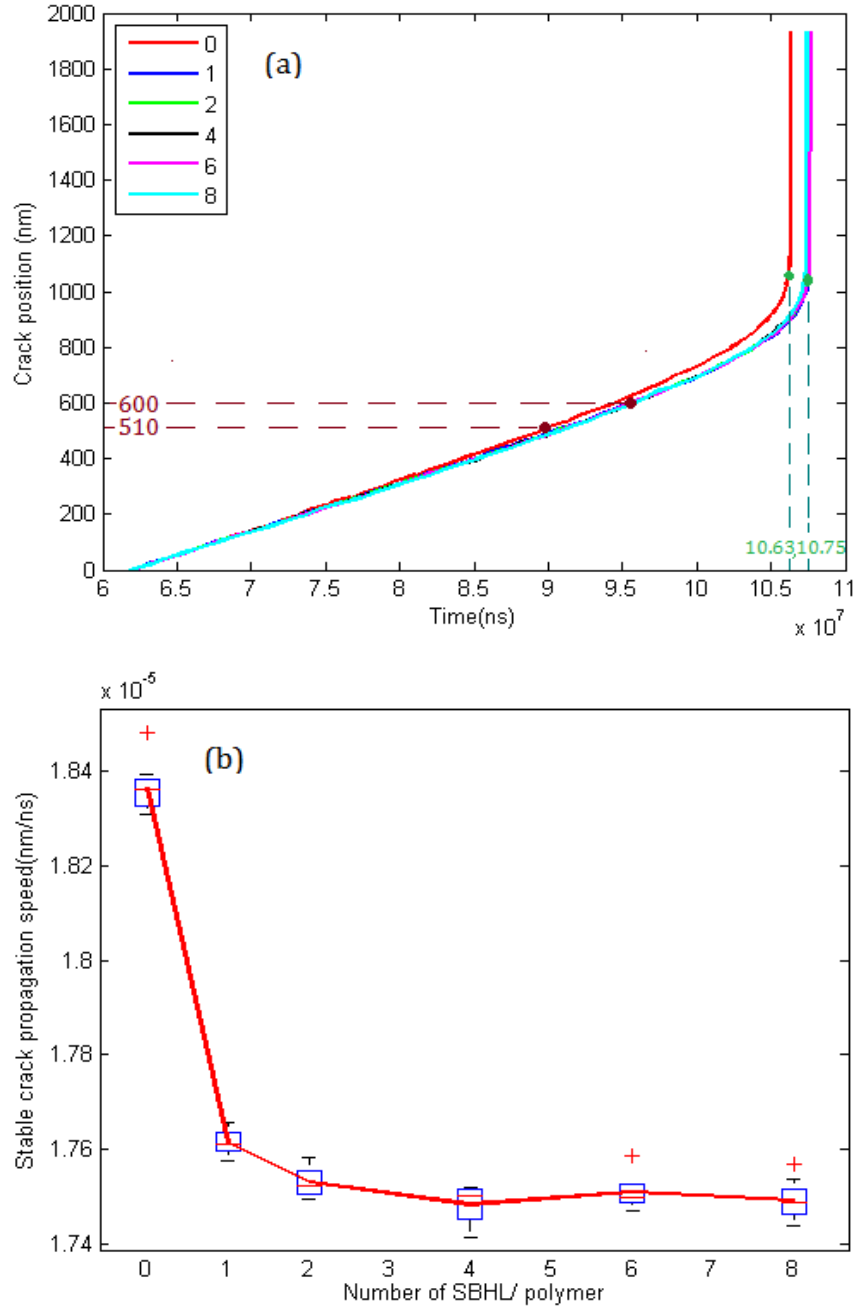 2000
1800
1600
1400
1200
1000
800
600
400
200
0
Crack position (nm)
0
1
2
4
6
8
(a)
600
510
10.63,10.75
6 6.5 7 7.5 8 8.5 9 9.5 10 10.5 11
Time(ns)
x 10^7
x 10^-5
(b)
1.84
1.82
1.8
1.78
1.76
1.74
Stable crack propagation speed(nm/ns)
0 1 2 3 4 5 6 7 8
Number of SBHL/ polymer